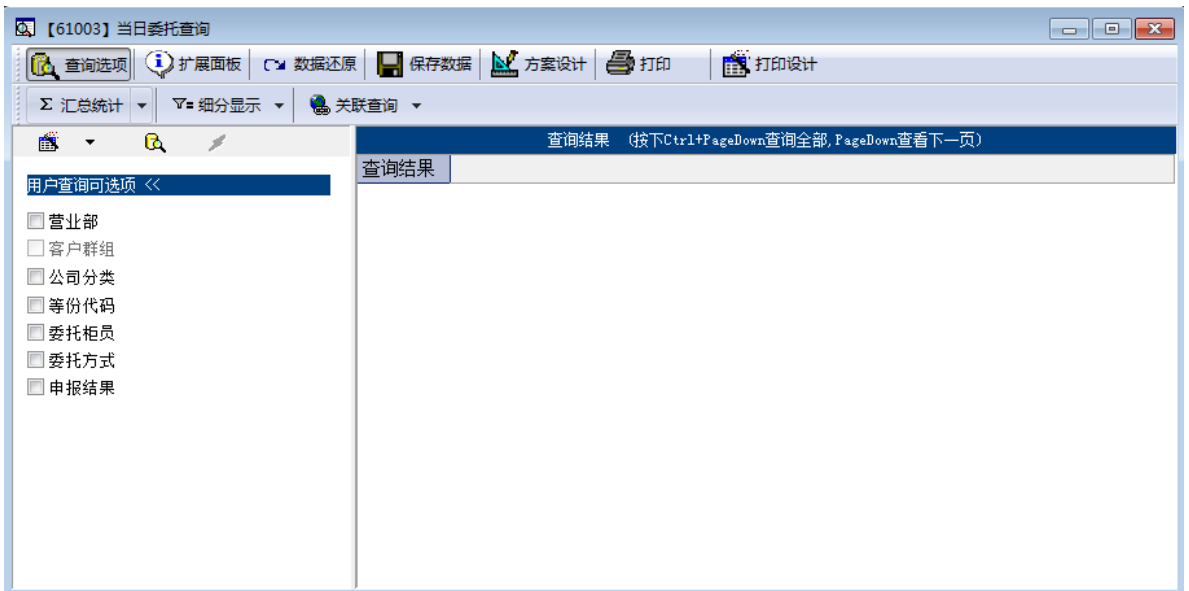 【61003】当日委托查询
查询选项 扩展面板 数据还原 保存数据 方案设计 打印 打印设计
Σ 汇总统计 细分显示 关联查询
查询结果 (按下Ctrl+PageDown查询全部,PageDown查看下一页)
查询结果
用户查询可选项 <<
营业部
客户群组
公司分类
等份代码
委托柜员
委托方式
申报结果